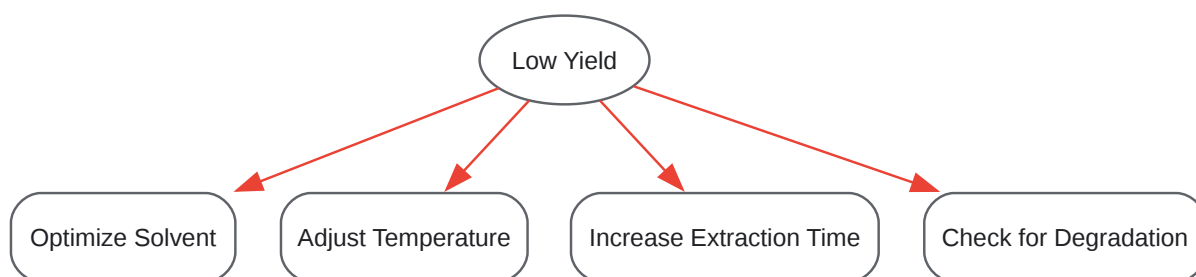 Low Yield
Optimize Solvent
Adjust Temperature
Increase Extraction Time
Check for Degradation